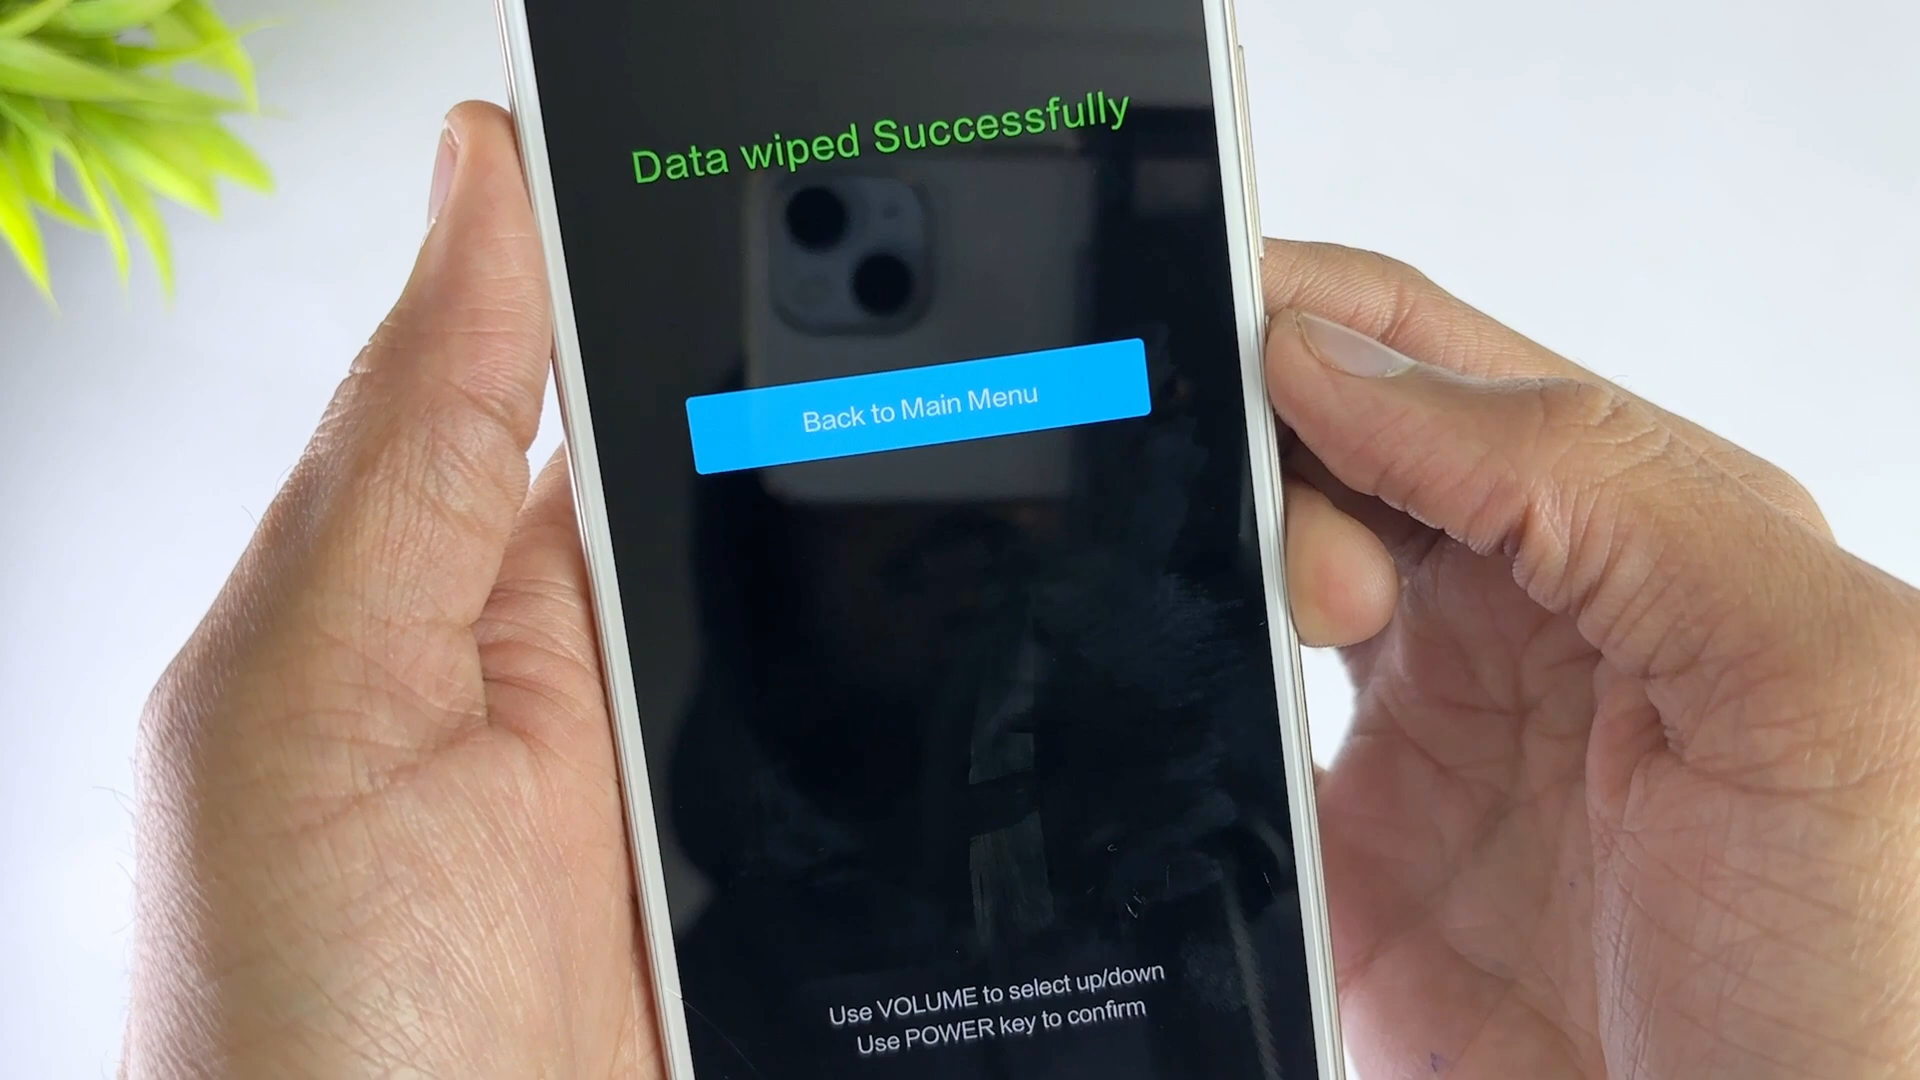 Data wiped Successfully
Back to Main Menu
Use VOLUME to select up/down
Use POWER key to confirm